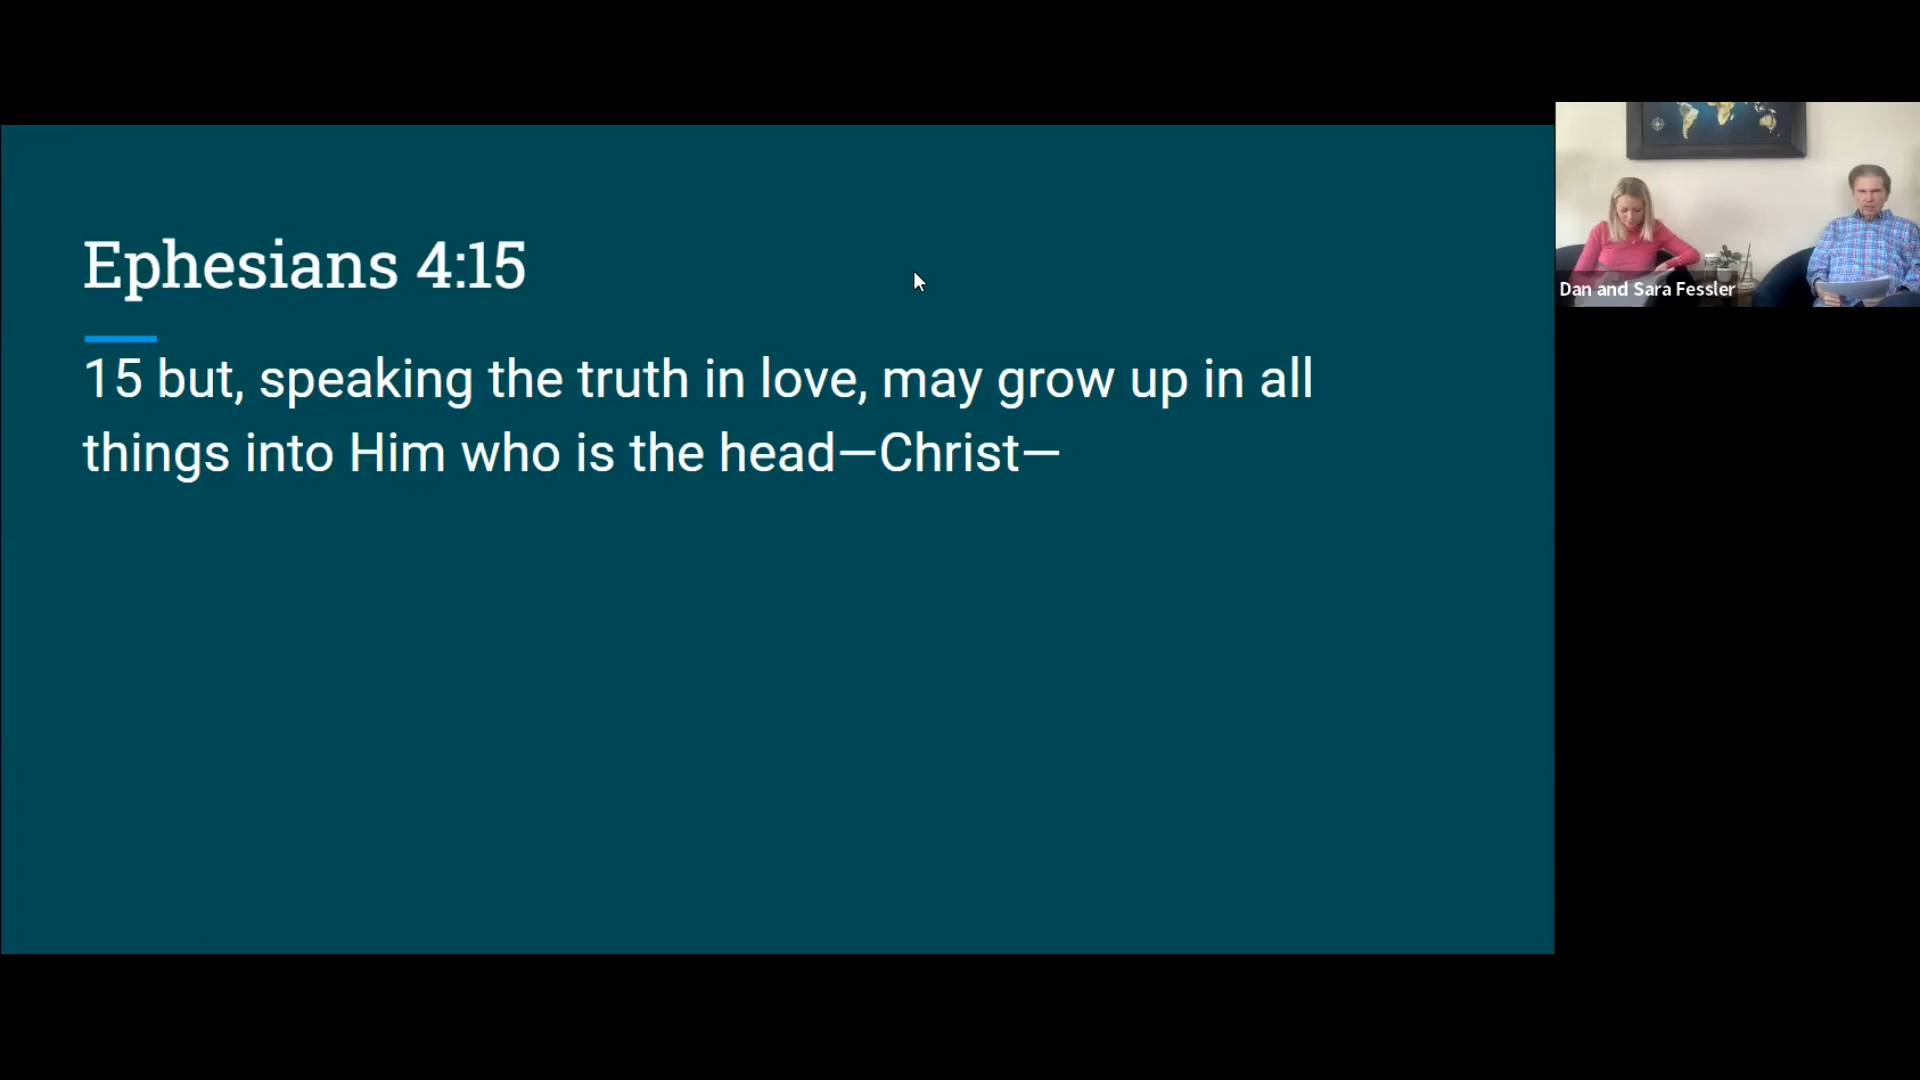 Ephesians 4:15
15 but, speaking the truth in love, may grow up in all
things into Him who is the head—Christ—
Dan and Sara Fessler